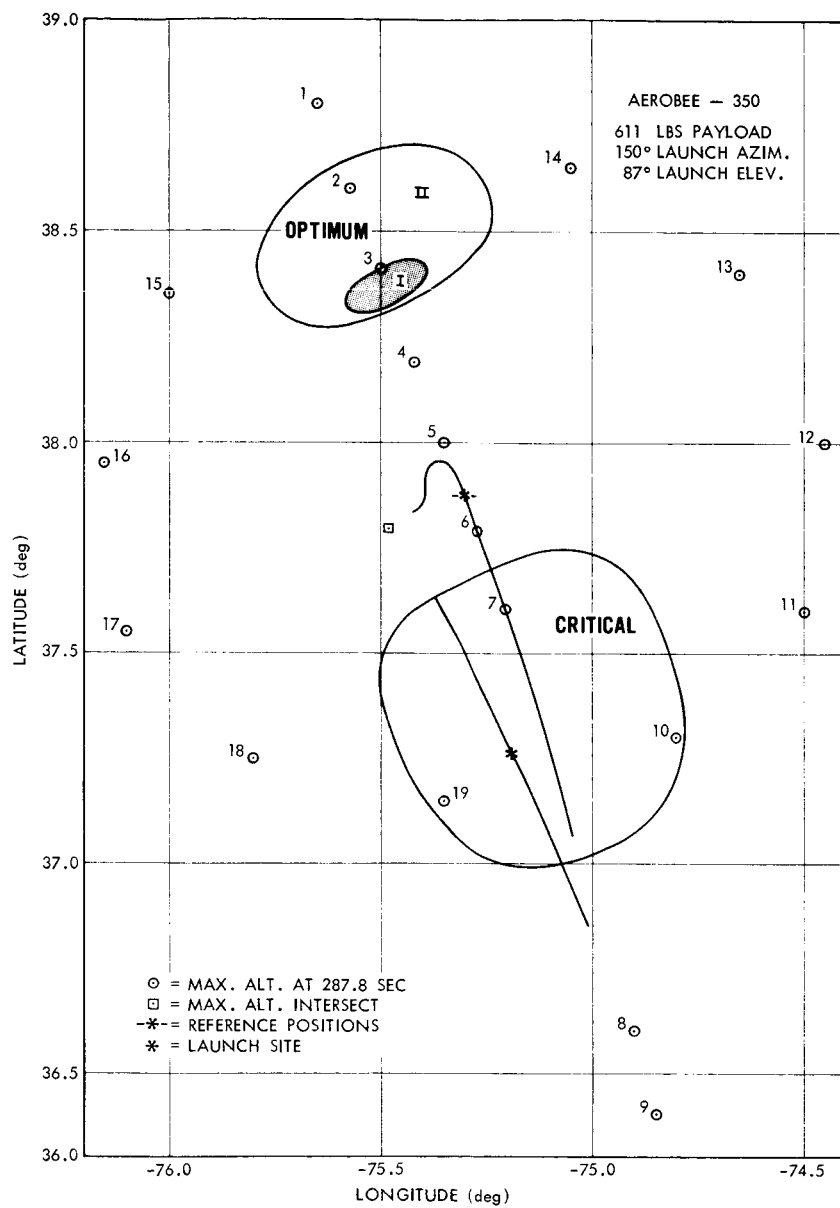 39.0
1
AEROBEE – 350
611 LBS PAYLOAD
150° LAUNCH AZIM.
87° LAUNCH ELEV.
14
2
II
OPTIMUM
38.5
3
I
13
15
4
5
38.0
12
16
6
7
11
CRITICAL
17
37.5
LATITUDE (deg)
10
18
19
37.0
⊙ = MAX. ALT. AT 287.8 SEC
⊡ = MAX. ALT. INTERSECT
-*- = REFERENCE POSITIONS
* = LAUNCH SITE
8
36.5
9
36.0
-76.0
-75.5
-75.0
-74.5
LONGITUDE (deg)